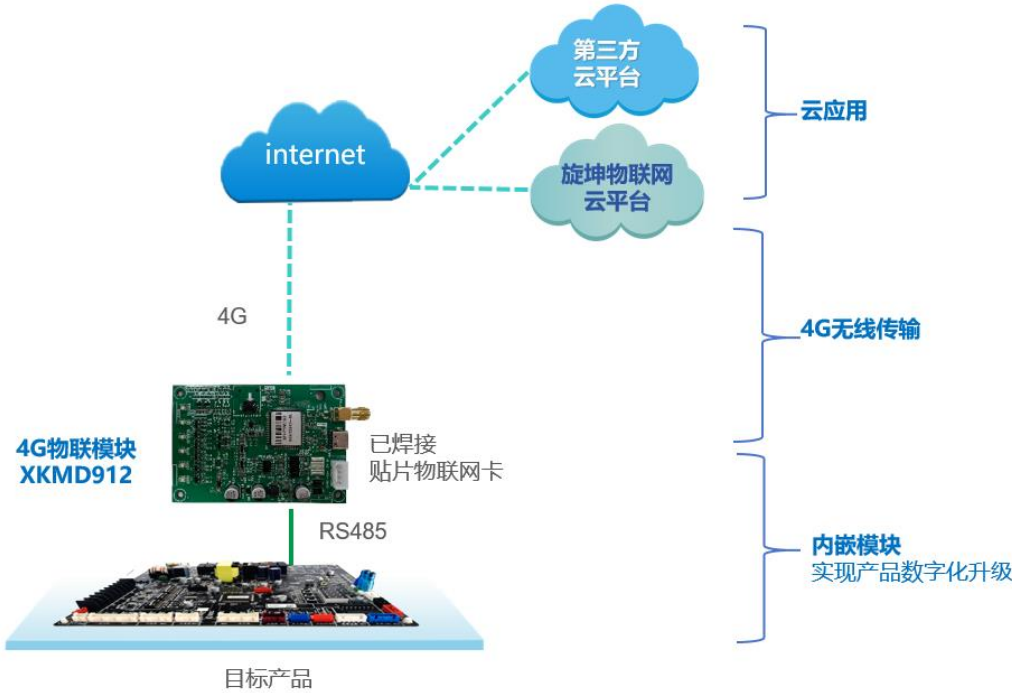 第三方
云平台
云应用
internet
旋坤物联网
云平台
4G
4G无线传输
4G物联模块
XKMD912
已焊接
贴片物联网卡
RS485
内嵌模块
实现产品数字化升级
目标产品